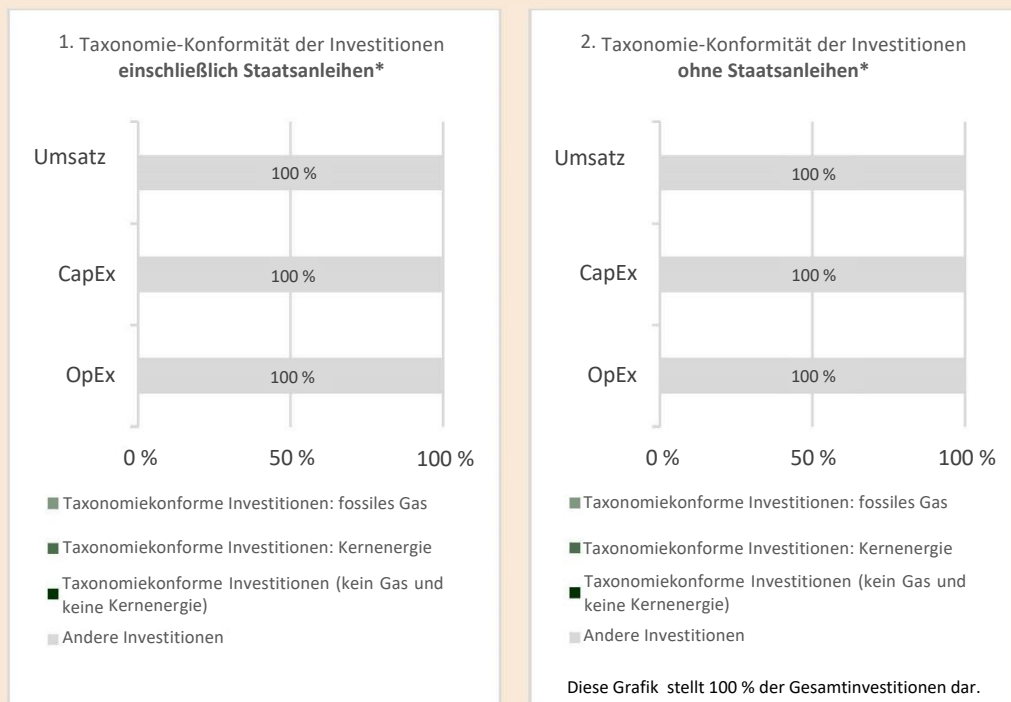 1. Taxonomie-Konformität der Investitionen
einschließlich Staatsanleihen*
Umsatz
100 %
CapEx
100 %
OpEx
100 %
0 % 50 % 100 %
Taxonomiekonforme Investitionen: fossiles Gas
Taxonomiekonforme Investitionen: Kernenergie
Taxonomiekonforme Investitionen (kein Gas und
keine Kernenergie)
Andere Investitionen
2. Taxonomie-Konformität der Investitionen
ohne Staatsanleihen*
Umsatz
100 %
CapEx
100 %
OpEx
100 %
0 % 50 % 100 %
Taxonomiekonforme Investitionen: fossiles Gas
Taxonomiekonforme Investitionen: Kernenergie
Taxonomiekonforme Investitionen (kein Gas und
keine Kernenergie)
Andere Investitionen
Diese Grafik stellt 100 % der Gesamtinvestitionen dar.